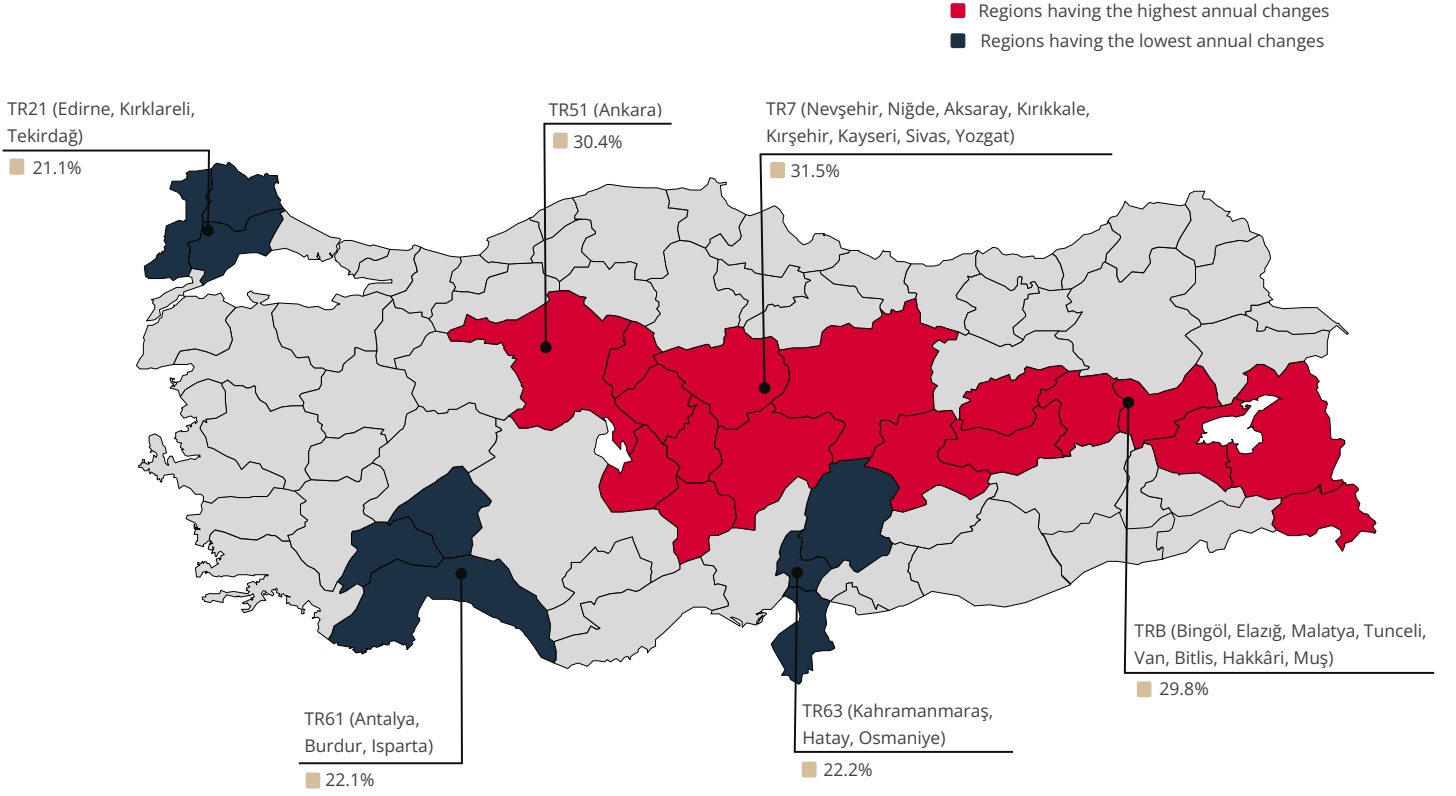 Regions having the highest annual changes
Regions having the lowest annual changes
TR21 (Edirne, Kırklareli,
Tekirdağ)
21.1%
TR51 (Ankara)
30.4%
TR7 (Nevşehir, Niğde, Aksaray, Kırıkkale,
Kırşehir, Kayseri, Sivas, Yozgat)
31.5%
TRB (Bingöl, Elazığ, Malatya, Tunceli,
Van, Bitlis, Hakkâri, Muş)
29.8%
TR61 (Antalya,
Burdur, Isparta)
22.1%
TR63 (Kahramanmaraş,
Hatay, Osmaniye)
22.2%